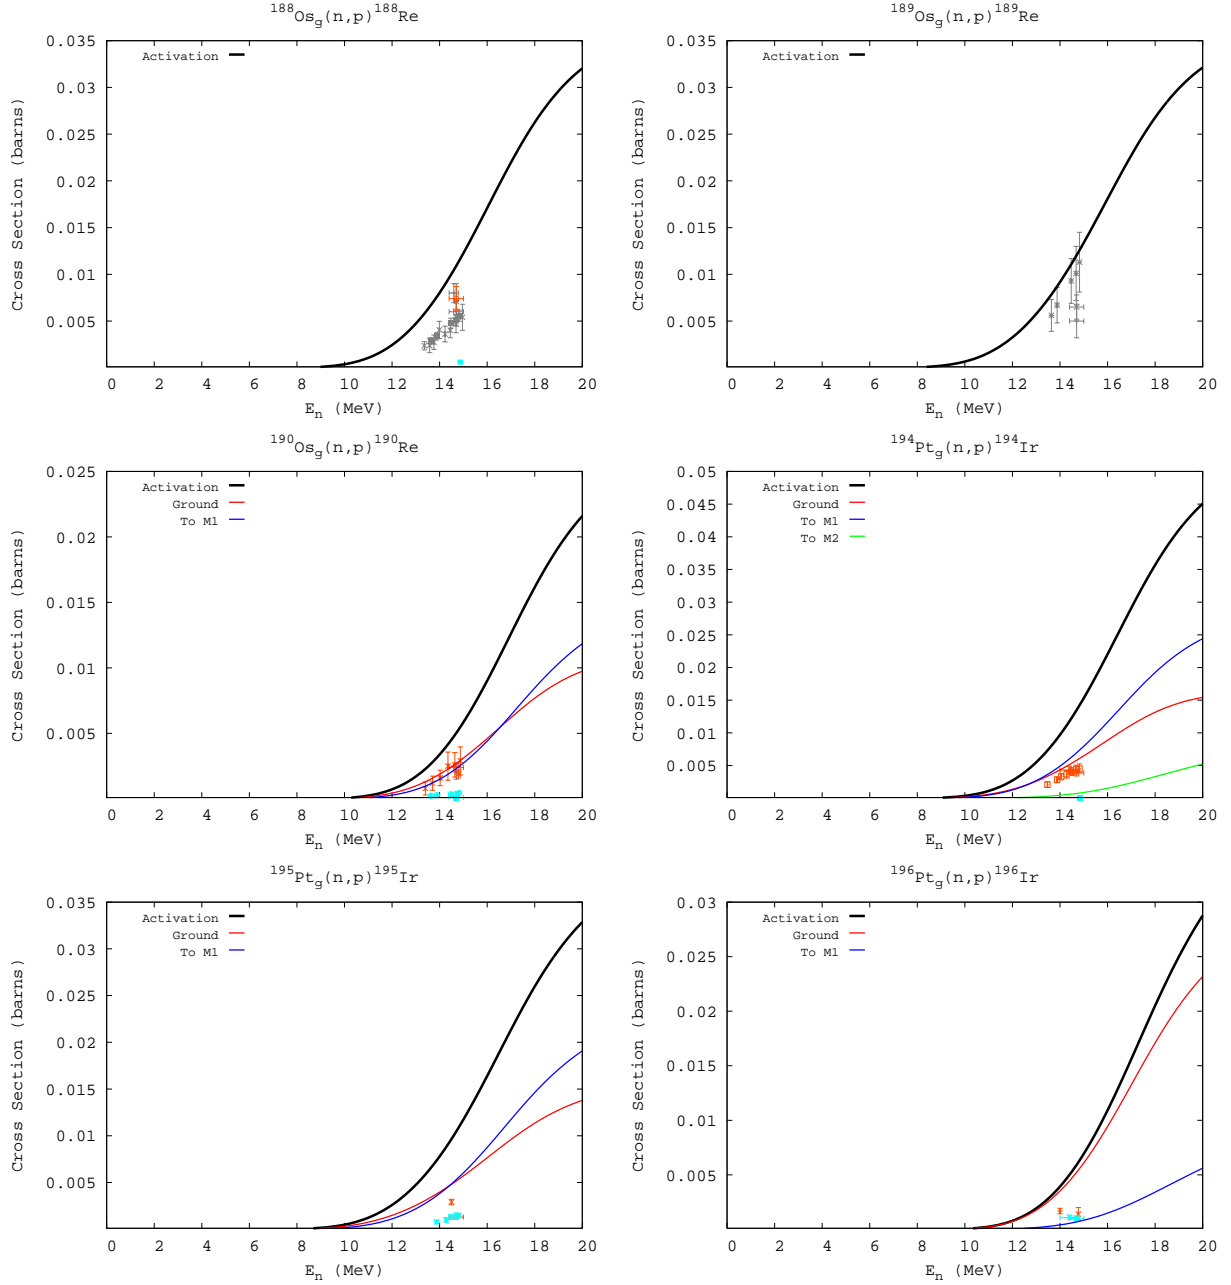 188Osg(n,p)188Re
Cross Section (barns)
0.035
0.03
0.025
0.02
0.015
0.01
0.005
Activation
0 2 4 6 8 10 12 14 16 18 20
En (MeV)
189Osg(n,p)189Re
Cross Section (barns)
0.035
0.03
0.025
0.02
0.015
0.01
0.005
Activation
0 2 4 6 8 10 12 14 16 18 20
En (MeV)
190Osg(n,p)190Re
Cross Section (barns)
0.025
0.02
0.015
0.01
0.005
Activation
Ground
To M1
0 2 4 6 8 10 12 14 16 18 20
En (MeV)
194Ptg(n,p)194Ir
Cross Section (barns)
0.05
0.045
0.04
0.035
0.03
0.025
0.02
0.015
0.01
0.005
Activation
Ground
To M1
To M2
0 2 4 6 8 10 12 14 16 18 20
En (MeV)
195Ptg(n,p)195Ir
Cross Section (barns)
0.035
0.03
0.025
0.02
0.015
0.01
0.005
Activation
Ground
To M1
0 2 4 6 8 10 12 14 16 18 20
En (MeV)
196Ptg(n,p)196Ir
Cross Section (barns)
0.03
0.025
0.02
0.015
0.01
0.005
Activation
Ground
To M1
0 2 4 6 8 10 12 14 16 18 20
En (MeV)